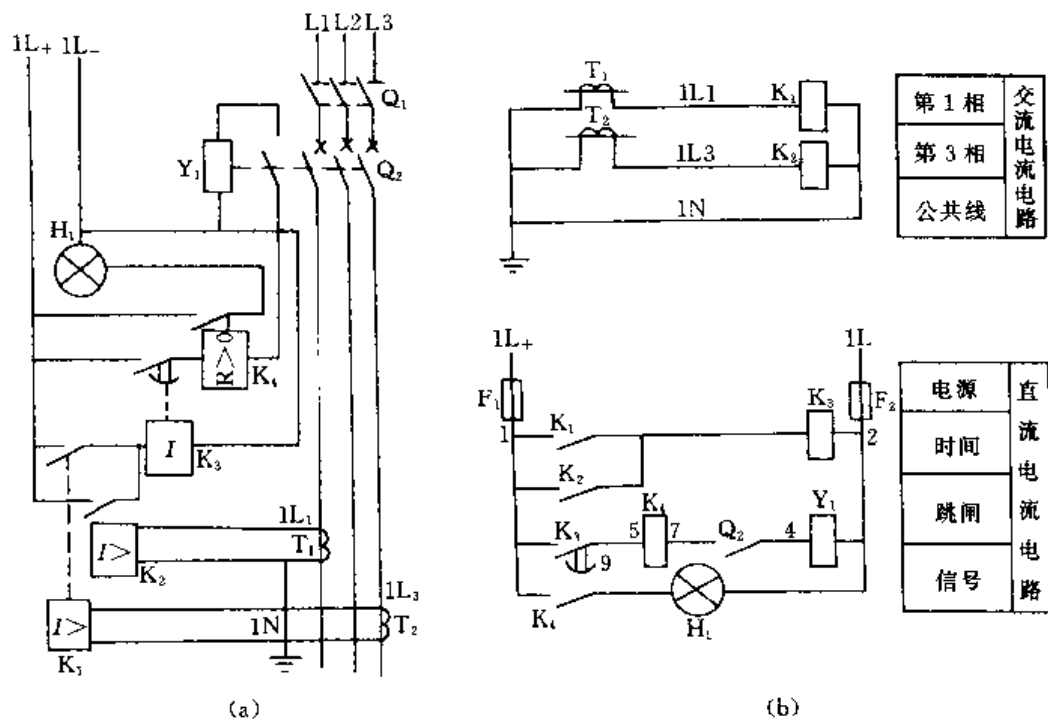 1L+ 1L-
L1 L2 L3
Q₁
Y₁
Q₂
H₁
R>
K₄
I
K₃
1L₁
I>
K₂
T₁
1L₃
I>
1N
T₂
K₅
(a)
T₁
1L1
K₁
T₂
1L3
K₂
1N
第1相
第3相
公共线
交流电流电路
1L+
1L
F₁
K₃
F₂
1
K₁
2
K₂
K₄
Y₁
K₃
5
7
Q₂
4
9
K₄
H₁
电源
时间
跳闸
信号
直流电流电路
(b)